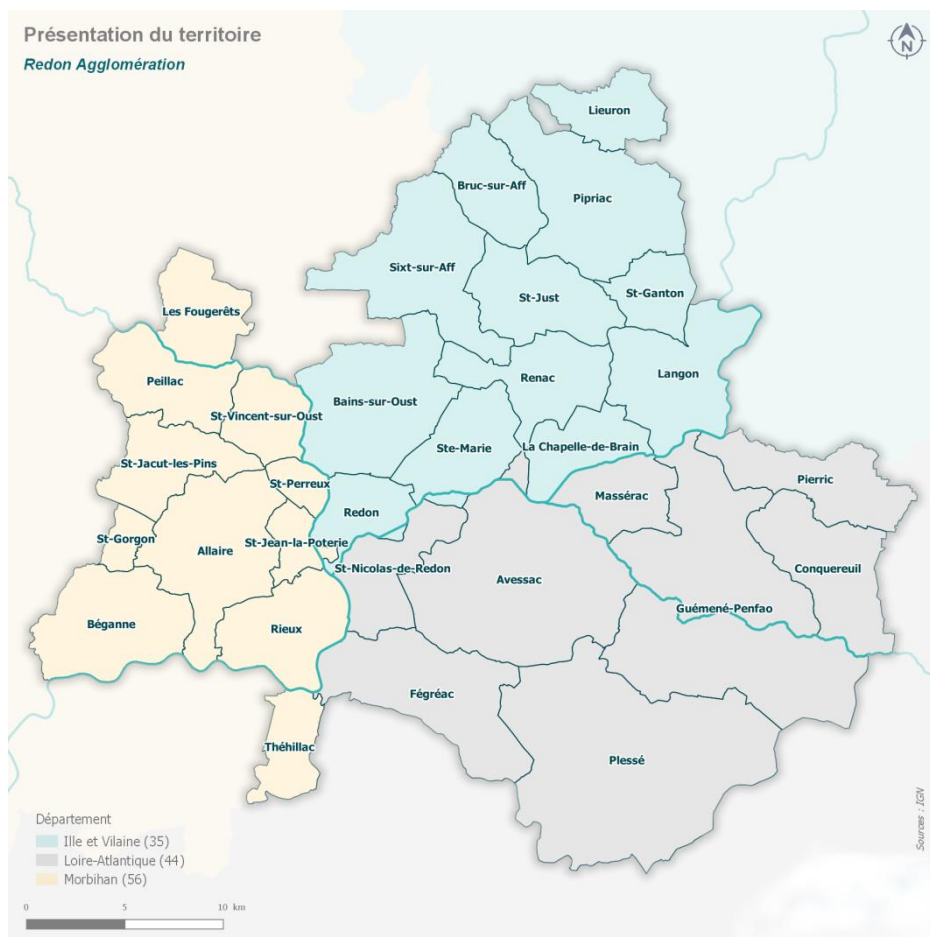 Présentation du territoire
Redon Agglomération
N
Lieuron
Bruc-sur-Aff
Pipriac
Sixt-sur-Aff
St-Just
St-Ganton
Les Fougerêts
Peillac
Renac
Langon
Bains-sur-Oust
St-Vincent-sur-Oust
Ste-Marie
La Chapelle-de-Brain
St-Jacut-les-Pins
St-Perreux
Pierric
Massérac
Redon
St-Gorgon
Allaire
St-Jean-la-Poterie
St-Nicolas-de-Redon
Avessac
Conquereuil
Guémené-Penfao
Béganne
Rieux
Fégréac
Théhillac
Plessé
Département
Ille et Vilaine (35)
Loire-Atlantique (44)
Morbihan (56)
0 5 10 km
Sources : IGN